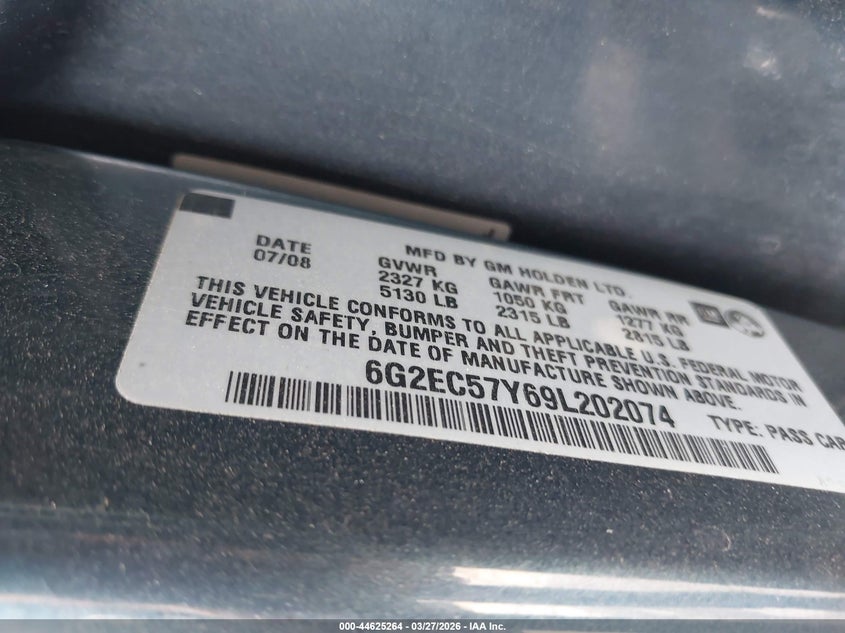 MFD BY GM HOLDEN LTD.
DATE
07/08
GVWR
2327 KG
5130 LB
GAWR FRT
1050 KG
2315 LB
GAWR RR
1277 KG
2815 LB
THIS VEHICLE CONFORMS TO ALL APPLICABLE U.S. FEDERAL MOTOR
VEHICLE SAFETY, BUMPER AND THEFT PREVENTION STANDARDS IN
EFFECT ON THE DATE OF MANUFACTURE SHOWN ABOVE.
6G2EC57Y69L202074
TYPE: PASS CAR
000-44625264 - 03/27/2026 - IAA Inc.